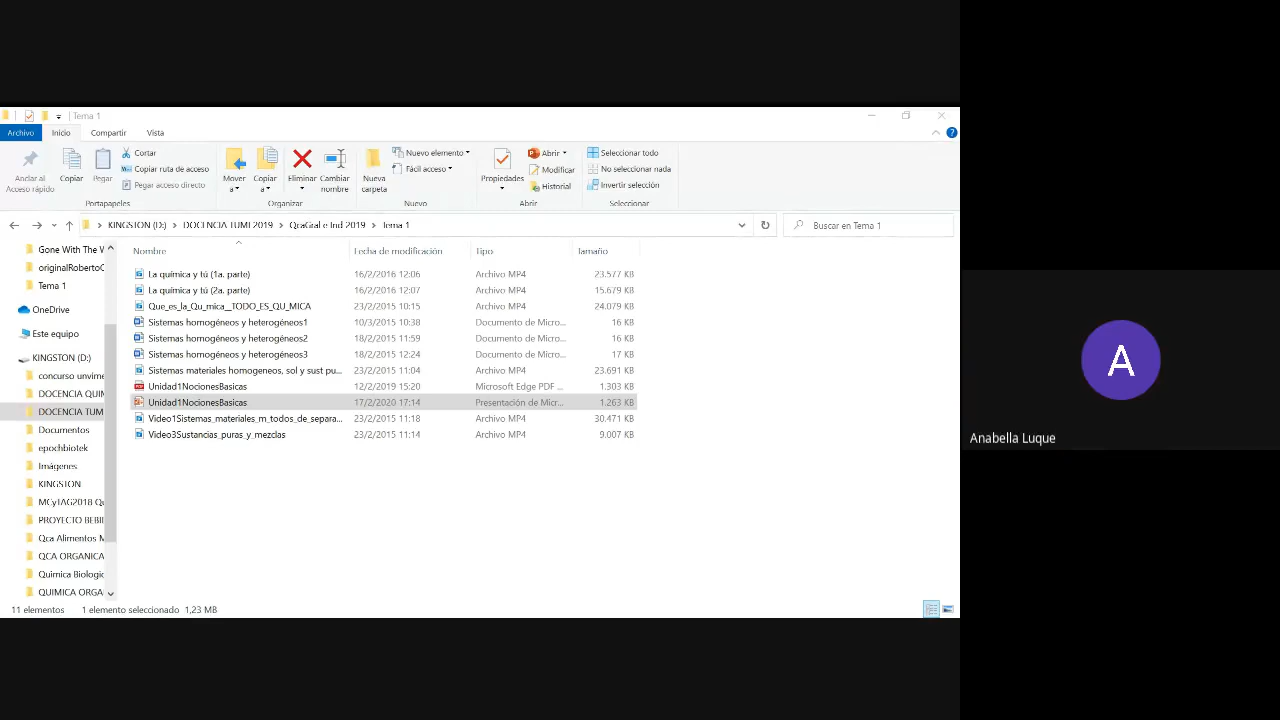 Tema 1
Archivo Inicio Compartir Vista
Anclar al Acceso rápido
Copiar
Pegar
Cortar
Copiar ruta de acceso
Pegar acceso directo
Portapapeles
Mover a
Copiar a
Eliminar
Cambiar nombre
Organizar
Nueva carpeta
Nuevo elemento
Fácil acceso
Nuevo
Propiedades
Abrir
Modificar
Historial
Abrir
Seleccionar todo
No seleccionar nada
Invertir selección
Seleccionar
KINGSTON (D:) > DOCENCIA TUMI 2019 > QcaGral e Ind 2019 > Tema 1
Buscar en Tema 1
Gone With The W
originalRobertoC
Tema 1
OneDrive
Este equipo
KINGSTON (D:)
concurso unvime
DOCENCIA QUIN
DOCENCIA TUM
Documentos
epochbiotek
Imágenes
KINGSTON
MCyTAG2018 Qu
PROYECTO BEBI
Qca Alimentos M
QCA ORGANICA
Quimica Biologic
QUIMICA ORGA
Nombre Fecha de modificación Tipo Tamaño
La química y tú (1a. parte) 16/2/2016 12:06 Archivo MP4 23.577 KB
La química y tú (2a. parte) 16/2/2016 12:07 Archivo MP4 15.679 KB
Que_es_la_Qu_mica__TODO_ES_QU_MICA 23/2/2015 10:15 Archivo MP4 24.079 KB
Sistemas homogéneos y heterogéneos1 10/3/2015 10:38 Documento de Micro... 16 KB
Sistemas homogéneos y heterogéneos2 18/2/2015 11:59 Documento de Micro... 16 KB
Sistemas homogéneos y heterogéneos3 18/2/2015 12:24 Documento de Micro... 17 KB
Sistemas materiales homogeneos, sol y sust pu... 23/2/2015 11:04 Archivo MP4 23.691 KB
Unidad1NocionesBasicas 12/2/2019 15:20 Microsoft Edge PDF ... 1.303 KB
Unidad1NocionesBasicas 17/2/2020 17:14 Presentación de Micr... 1.263 KB
Video1Sistemas_materiales_m_todos_de_separa... 23/2/2015 11:18 Archivo MP4 30.471 KB
Video3Sustancias_puras_y_mezclas 23/2/2015 11:14 Archivo MP4 9.007 KB
11 elementos 1 elemento seleccionado 1,23 MB
A
Anabella Luque